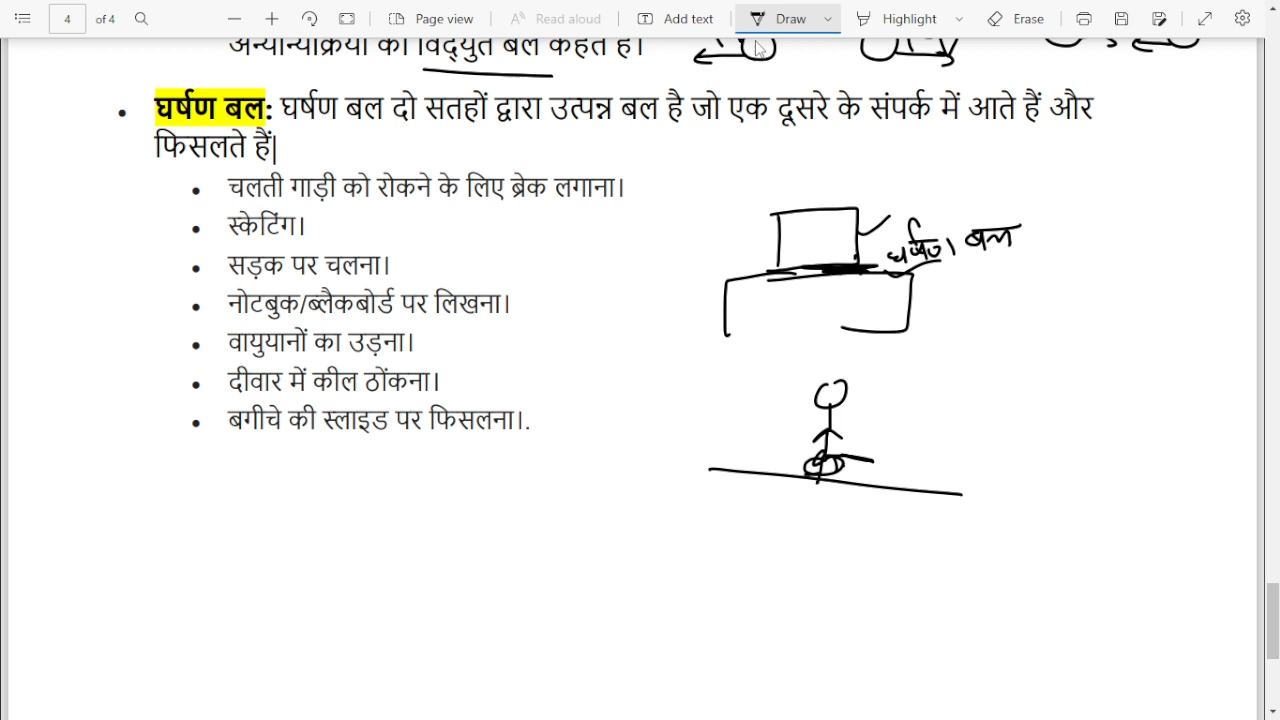 4 of 4 Page view Read aloud Add text Draw Highlight Erase
अन्योन्यक्रिया को विद्युत बल कहते हैं।
घर्षण बल: घर्षण बल दो सतहों द्वारा उत्पन्न बल है जो एक दूसरे के संपर्क में आते हैं और
फिसलते हैं|
चलती गाड़ी को रोकने के लिए ब्रेक लगाना।
स्केटिंग।
सड़क पर चलना।
नोटबुक/ब्लैकबोर्ड पर लिखना।
वायुयानों का उड़ना।
दीवार में कील ठोंकना।
बगीचे की स्लाइड पर फिसलना।.
घर्षण बल